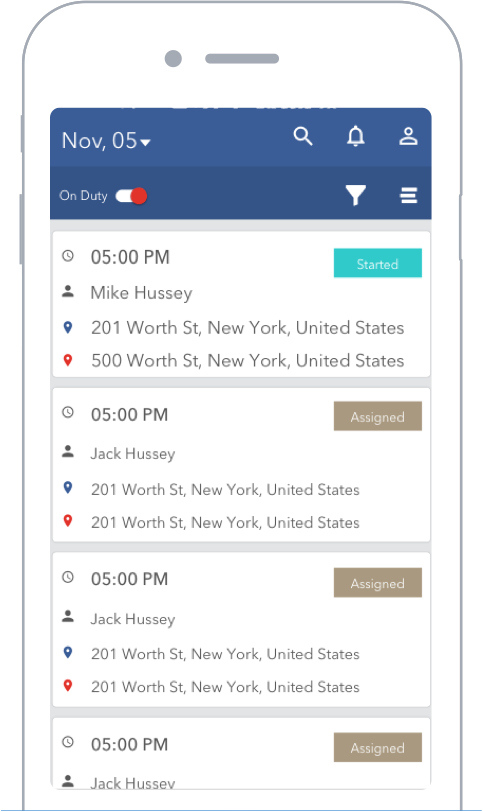 Nov, 05
On Duty
05:00 PM
Started
Mike Hussey
201 Worth St, New York, United States
500 Worth St, New York, United States
05:00 PM
Assigned
Jack Hussey
201 Worth St, New York, United States
201 Worth St, New York, United States
05:00 PM
Assigned
Jack Hussey
201 Worth St, New York, United States
201 Worth St, New York, United States
05:00 PM
Assigned
Jack Hussey